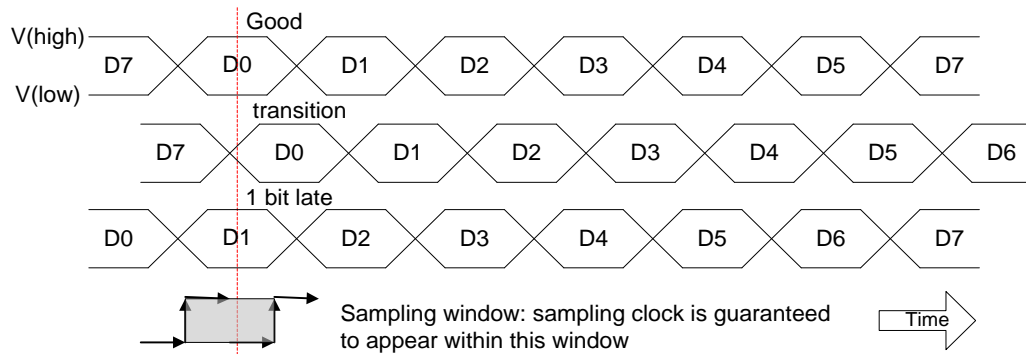 Good
V(high)
D7 D0 D1 D2 D3 D4 D5 D7
V(low)
transition
D7 D0 D1 D2 D3 D4 D5 D6
1 bit late
D0 D1 D2 D3 D4 D5 D6 D7
Sampling window: sampling clock is guaranteed
to appear within this window
Time